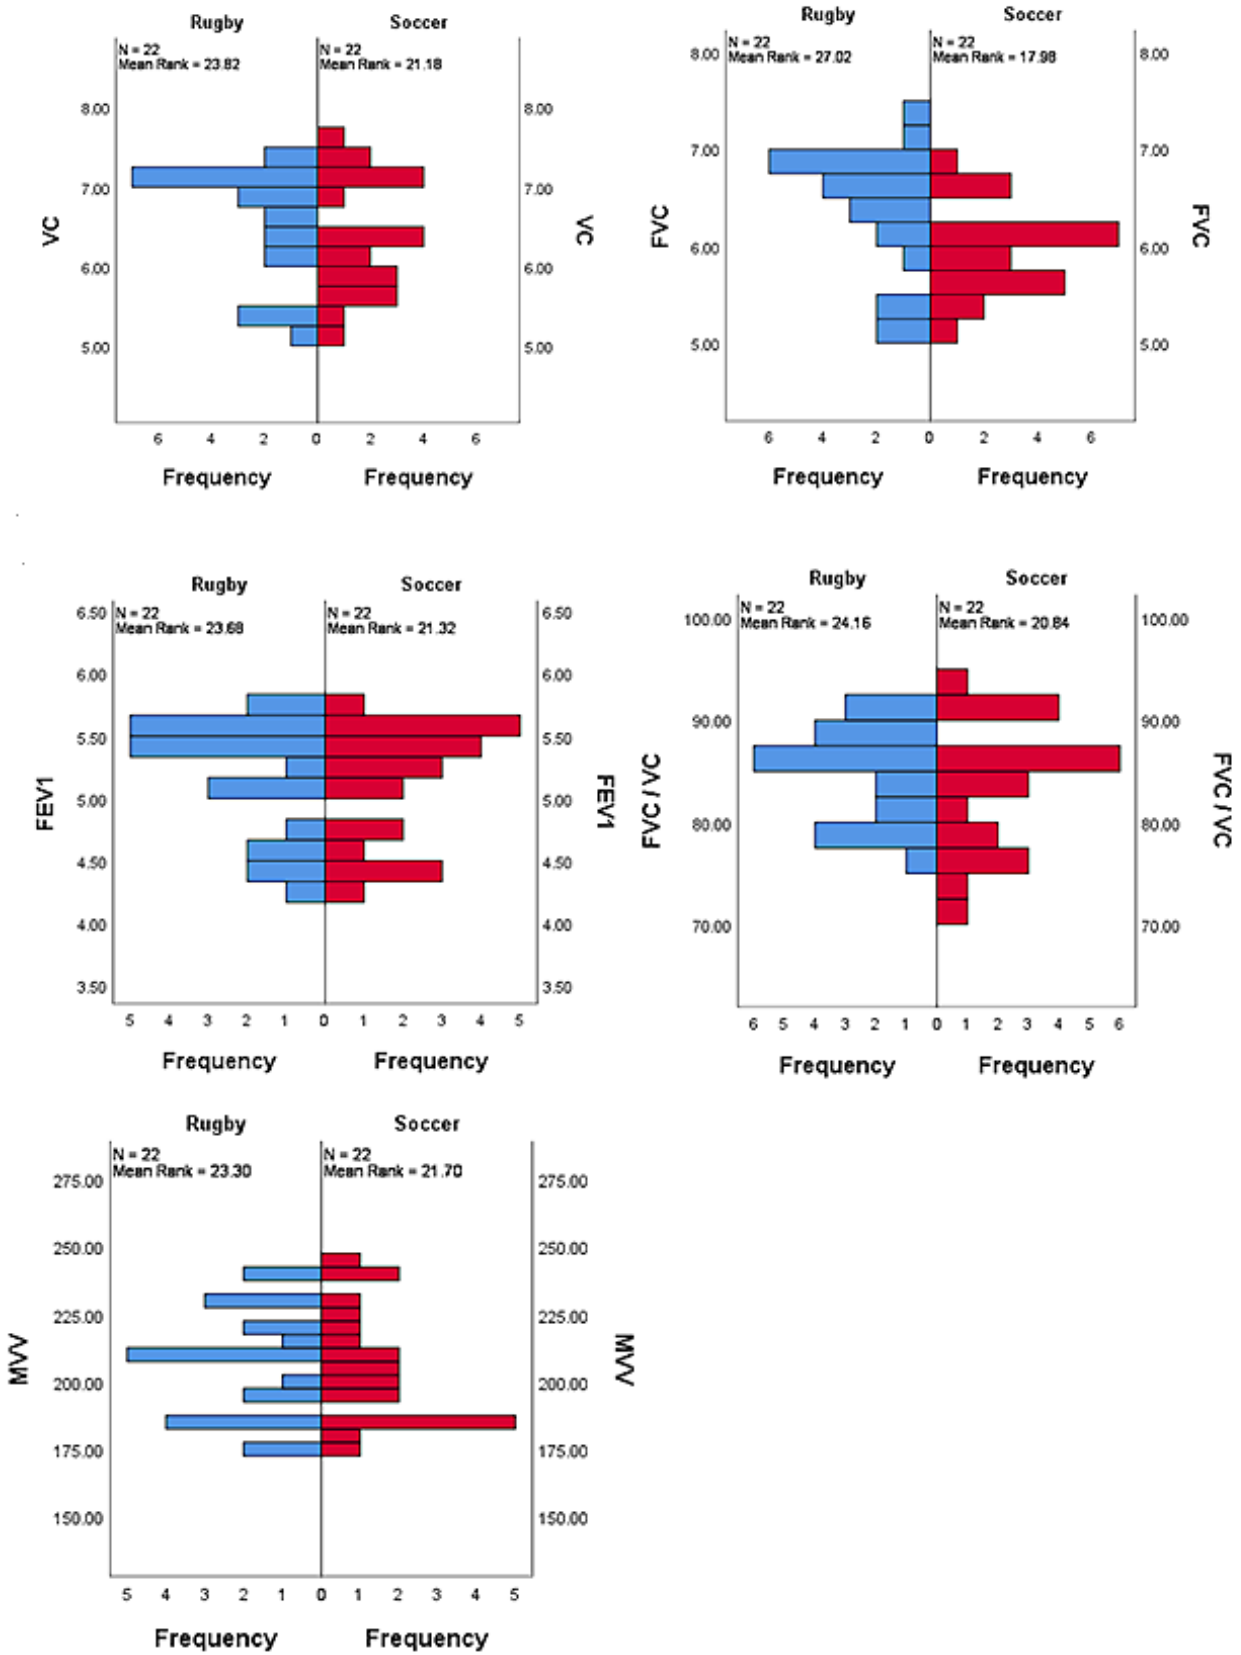 Rugby Soccer
N = 22 N = 22
Mean Rank = 23.82 Mean Rank = 21.18
8.00 8.00
7.00 7.00
VC VC
6.00 6.00
5.00 5.00
6 4 2 0 2 4 6
Frequency Frequency
Rugby Soccer
N = 22 N = 22
Mean Rank = 27.02 Mean Rank = 17.98
8.00 8.00
7.00 7.00
FVC FVC
6.00 6.00
5.00 5.00
6 4 2 0 2 4 6
Frequency Frequency
Rugby Soccer
6.50 N = 22 N = 22 6.50
Mean Rank = 23.68 Mean Rank = 21.32
6.00 6.00
5.50 5.50
FEV1 5.00 5.00 FEV1
4.50 4.50
4.00 4.00
3.50 3.50
5 4 3 2 1 0 1 2 3 4 5
Frequency Frequency
Rugby Soccer
N = 22 N = 22
100.00 Mean Rank = 24.16 Mean Rank = 20.84 100.00
90.00 90.00
FVC / VC FVC / VC
80.00 80.00
70.00 70.00
6 5 4 3 2 1 0 1 2 3 4 5 6
Frequency Frequency
Rugby Soccer
N = 22 N = 22
Mean Rank = 23.30 Mean Rank = 21.70
275.00 275.00
250.00 250.00
225.00 225.00
MVV MVV
200.00 200.00
175.00 175.00
150.00 150.00
5 4 3 2 1 0 1 2 3 4 5
Frequency Frequency